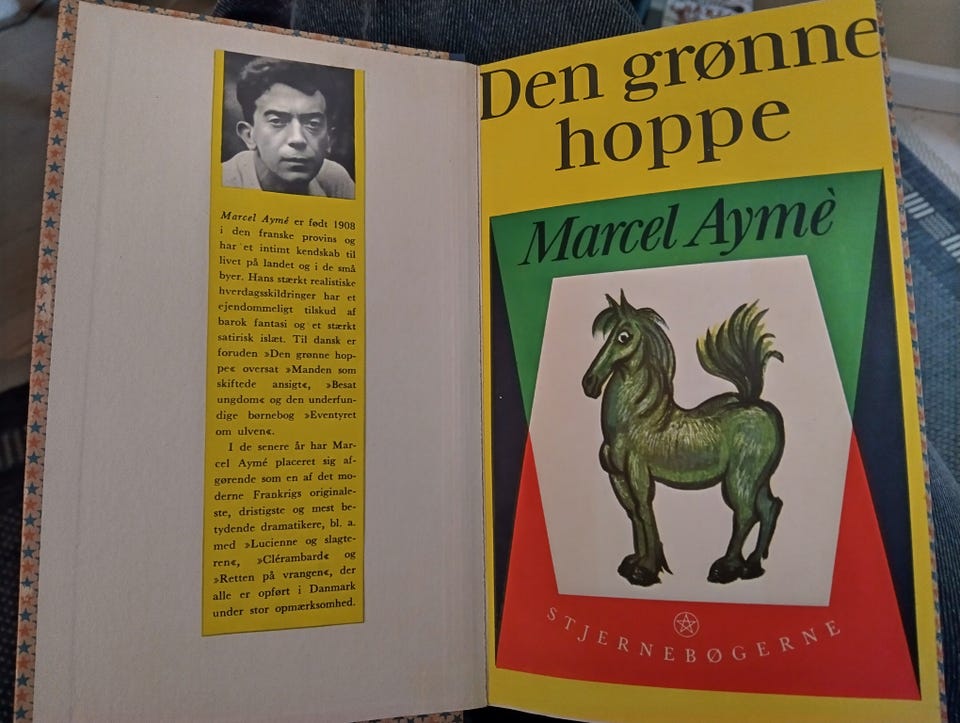 Marcel Aymé er født 1908
i den franske provins og
har et intimt kendskab til
livet på landet og i de små
byer. Hans stærkt realistiske
hverdagsskildringer har et
ejendommeligt tilskud af
barok fantasi og et stærkt
satirisk islæt. Til dansk er
foruden »Den grønne hop-
pe« oversat »Manden som
skiftede ansigt«, »Besat
ungdom« og den underfun-
dige børnebog »Eventyret
om ulven«.
I de senere år har Mar-
cel Aymé placeret sig af-
gørende som en af det mo-
derne Frankrigs originale-
ste, dristigste og mest be-
tydende dramatikere, bl. a.
med »Lucienne og slagte-
ren«, »Clérambard« og
»Retten på vrangen«, der
alle er opført i Danmark
under stor opmærksomhed.
Den grønne
hoppe
Marcel Aymè
STJERNEBØGERNE